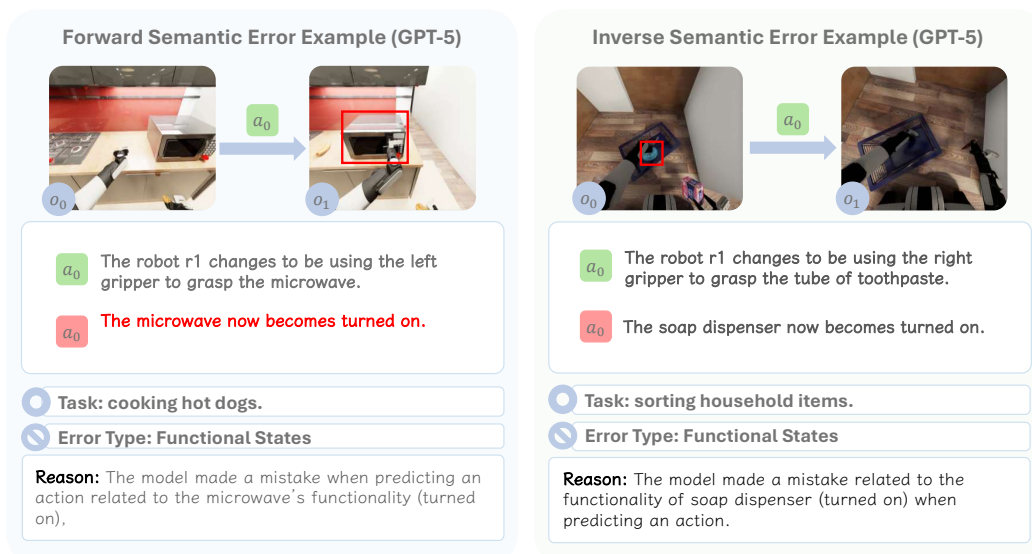 Forward Semantic Error Example (GPT-5)
a0
o0
o1
a0
The robot r1 changes to be using the left
gripper to grasp the microwave.
a0
The microwave now becomes turned on.
Task: cooking hot dogs.
Error Type: Functional States
Reason: The model made a mistake when predicting an
action related to the microwave's functionality (turned
on),
Inverse Semantic Error Example (GPT-5)
a0
o0
o1
a0
The robot r1 changes to be using the right
gripper to grasp the tube of toothpaste.
a0
The soap dispenser now becomes turned on.
Task: sorting household items.
Error Type: Functional States
Reason: The model made a mistake related to the
functionality of soap dispenser (turned on) when
predicting an action.